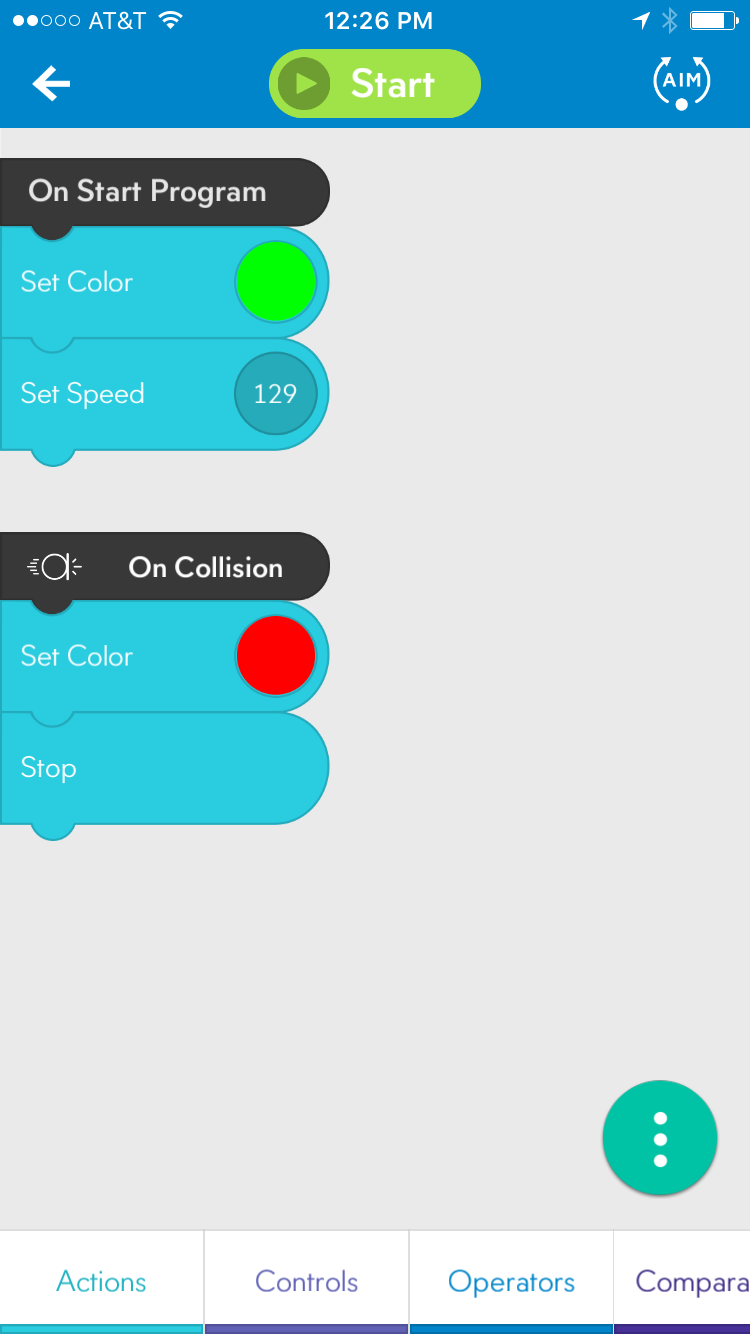 AT&T 12:26 PM
Start
AIM
On Start Program
Set Color
Set Speed 129
On Collision
Set Color
Stop
Actions Controls Operators Compara